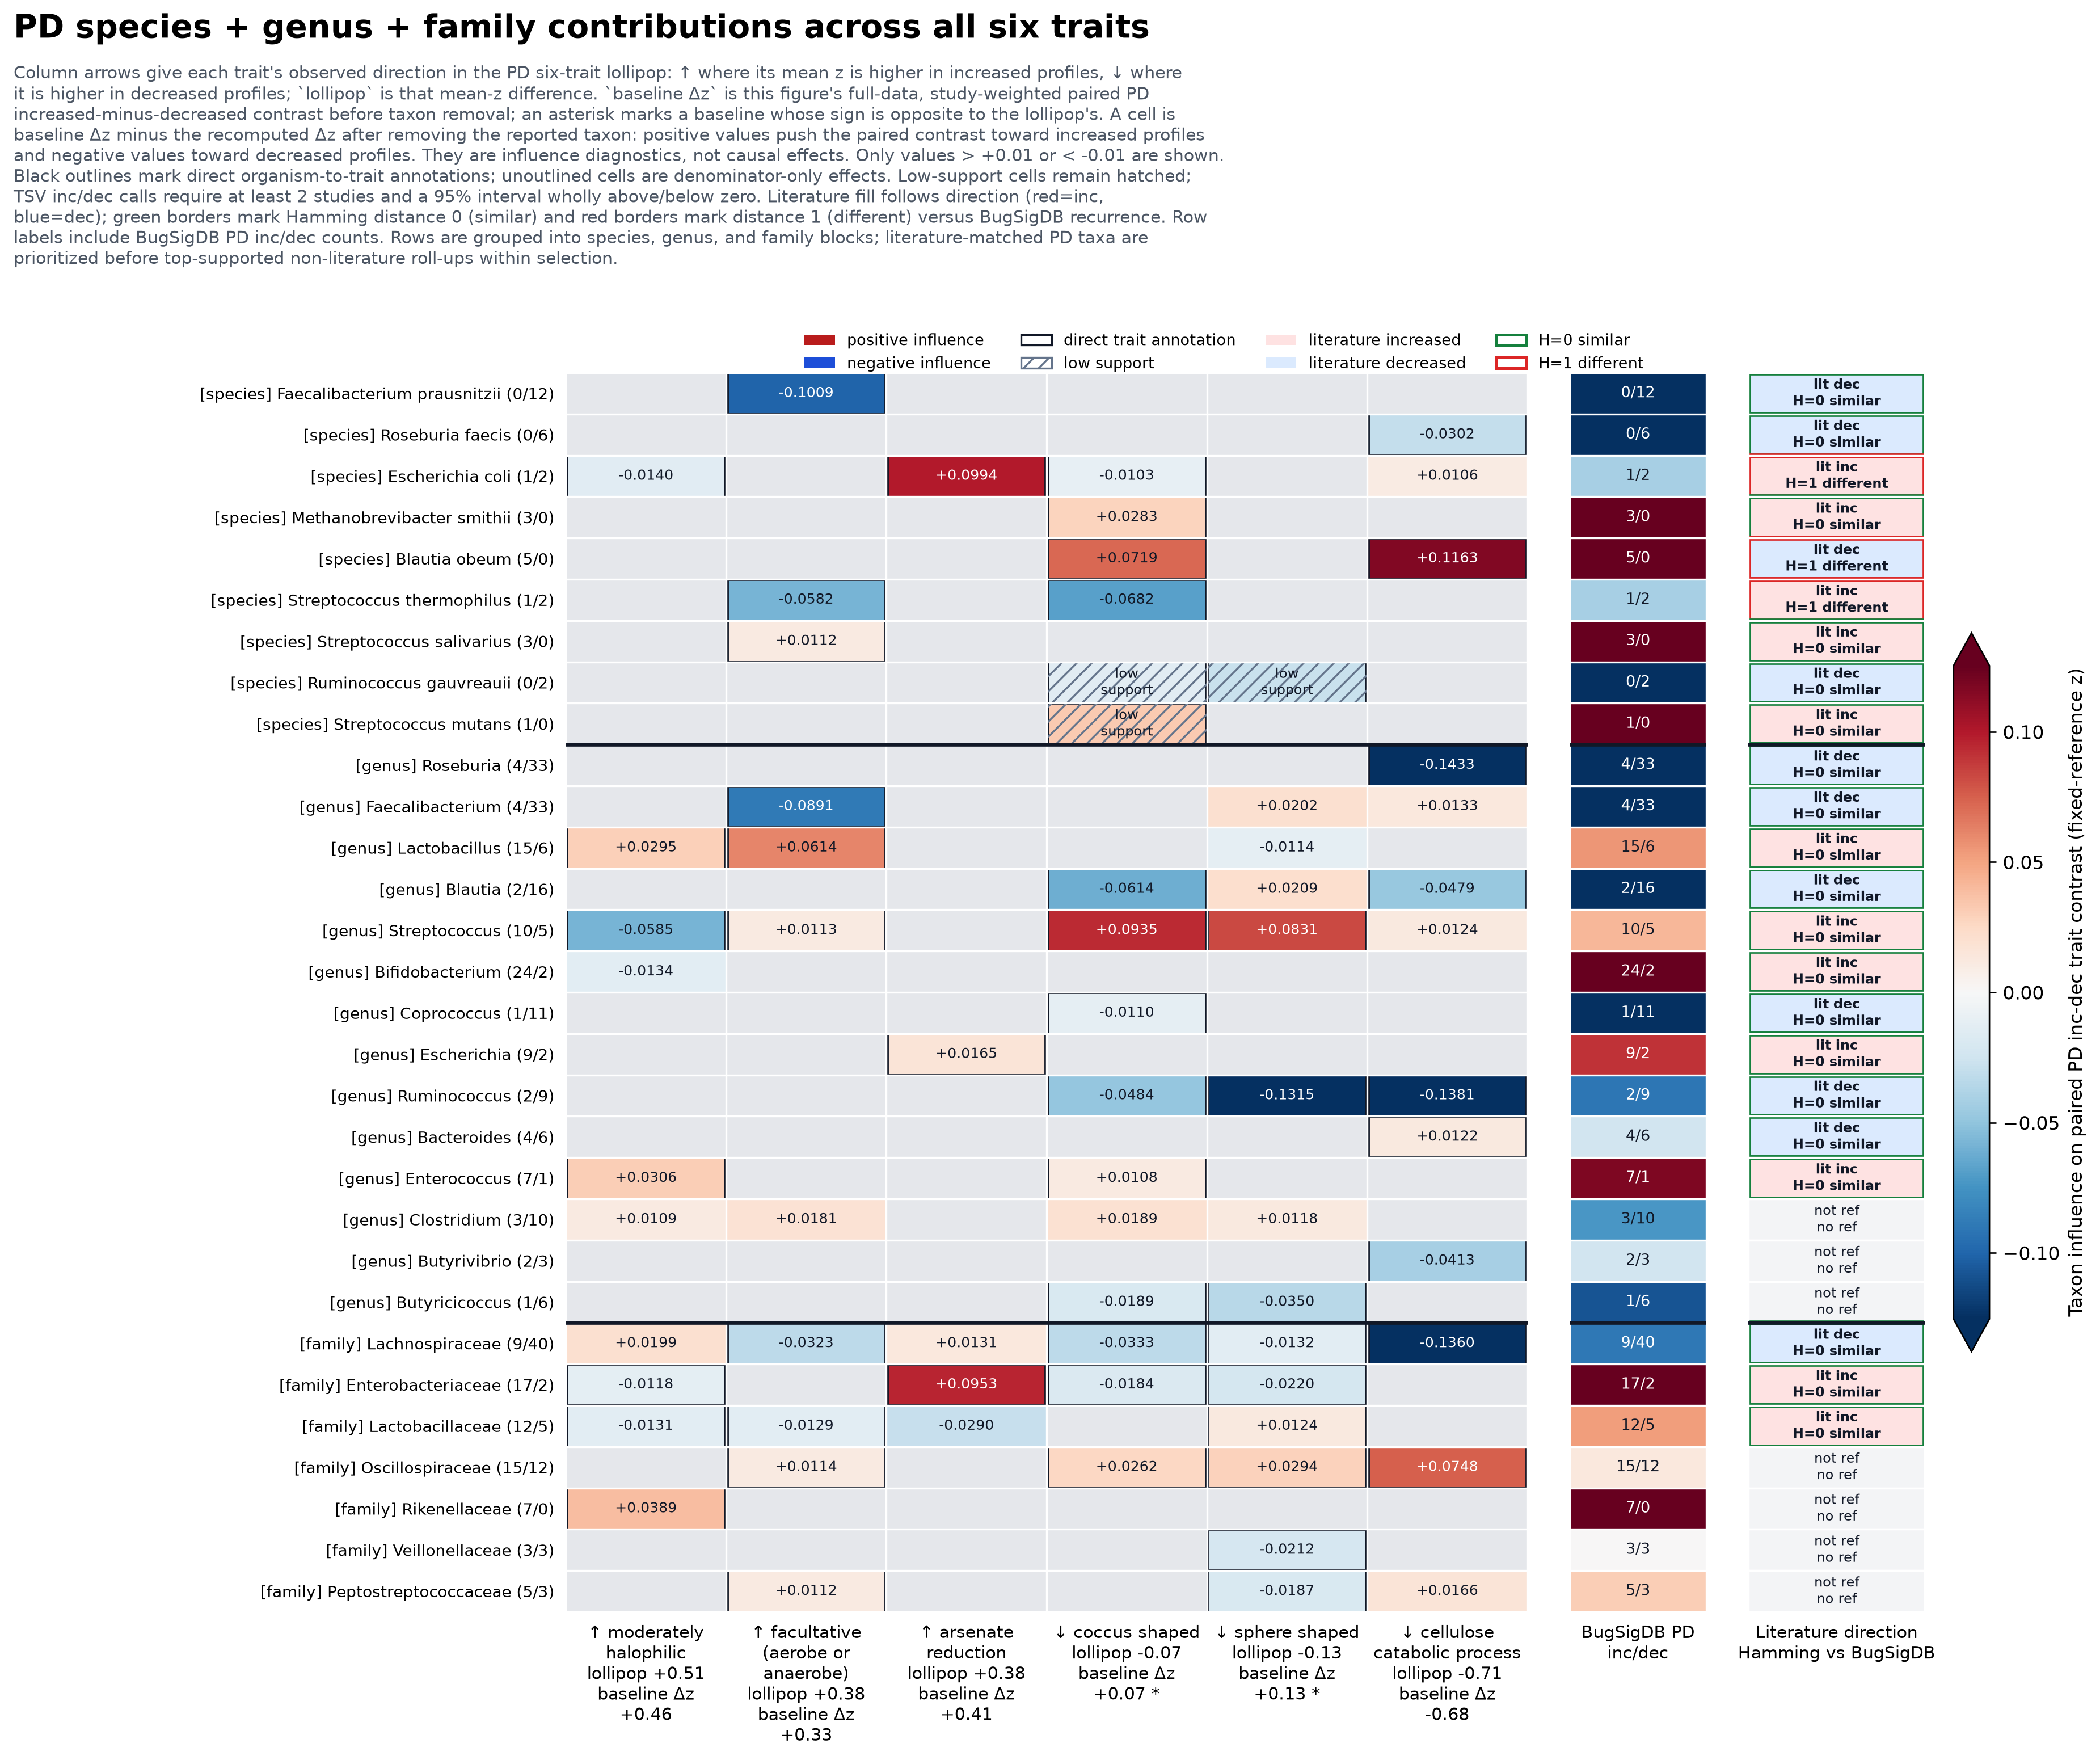 PD species + genus + family contributions across all six traits
Column arrows give each trait's observed direction in the PD six-trait lollipop: ↑ where its mean z is higher in increased profiles, ↓ where
it is higher in decreased profiles; `lollipop` is that mean-z difference. `baseline Δz` is this figure's full-data, study-weighted paired PD
increased-minus-decreased contrast before taxon removal; an asterisk marks a baseline whose sign is opposite to the lollipop's. A cell is
baseline Δz minus the recomputed Δz after removing the reported taxon: positive values push the paired contrast toward increased profiles
and negative values toward decreased profiles. They are influence diagnostics, not causal effects. Only values > +0.01 or < -0.01 are shown.
Black outlines mark direct organism-to-trait annotations; unoutlined cells are denominator-only effects. Low-support cells remain hatched;
TSV inc/dec calls require at least 2 studies and a 95% interval wholly above/below zero. Literature fill follows direction (red=inc,
blue=dec); green borders mark Hamming distance 0 (similar) and red borders mark distance 1 (different) versus BugSigDB recurrence. Row
labels include BugSigDB PD inc/dec counts. Rows are grouped into species, genus, and family blocks; literature-matched PD taxa are
prioritized before top-supported non-literature roll-ups within selection.
positive influence direct trait annotation literature increased H=0 similar
negative influence low support literature decreased H=1 different
[species] Faecalibacterium prausnitzii (0/12) -0.1009 0/12 lit dec
H=0 similar
[species] Roseburia faecis (0/6) -0.0302 0/6 lit dec
H=0 similar
[species] Escherichia coli (1/2) -0.0140 +0.0994 -0.0103 +0.0106 1/2 lit inc
H=1 different
[species] Methanobrevibacter smithii (3/0) +0.0283 3/0 lit inc
H=0 similar
[species] Blautia obeum (5/0) +0.0719 +0.1163 5/0 lit dec
H=1 different
[species] Streptococcus thermophilus (1/2) -0.0582 -0.0682 1/2 lit inc
H=1 different
[species] Streptococcus salivarius (3/0) +0.0112 3/0 lit inc
H=0 similar
[species] Ruminococcus gauvreauii (0/2) low support low support 0/2 lit dec
H=0 similar
[species] Streptococcus mutans (1/0) low support 1/0 lit inc
H=0 similar
[genus] Roseburia (4/33) -0.1433 4/33 lit dec
H=0 similar
[genus] Faecalibacterium (4/33) -0.0891 +0.0202 +0.0133 4/33 lit dec
H=0 similar
[genus] Lactobacillus (15/6) +0.0295 +0.0614 -0.0114 15/6 lit inc
H=0 similar
[genus] Blautia (2/16) -0.0614 +0.0209 -0.0479 2/16 lit dec
H=0 similar
[genus] Streptococcus (10/5) -0.0585 +0.0113 +0.0935 +0.0831 +0.0124 10/5 lit inc
H=0 similar
[genus] Bifidobacterium (24/2) -0.0134 24/2 lit inc
H=0 similar
[genus] Coprococcus (1/11) -0.0110 1/11 lit dec
H=0 similar
[genus] Escherichia (9/2) +0.0165 9/2 lit inc
H=0 similar
[genus] Ruminococcus (2/9) -0.0484 -0.1315 -0.1381 2/9 lit dec
H=0 similar
[genus] Bacteroides (4/6) +0.0122 4/6 lit dec
H=0 similar
[genus] Enterococcus (7/1) +0.0306 +0.0108 7/1 lit inc
H=0 similar
[genus] Clostridium (3/10) +0.0109 +0.0181 +0.0189 +0.0118 3/10 not ref
no ref
[genus] Butyrivibrio (2/3) -0.0413 2/3 not ref
no ref
[genus] Butyricicoccus (1/6) -0.0189 -0.0350 1/6 not ref
no ref
[family] Lachnospiraceae (9/40) +0.0199 -0.0323 +0.0131 -0.0333 -0.0132 -0.1360 9/40 lit dec
H=0 similar
[family] Enterobacteriaceae (17/2) -0.0118 +0.0953 -0.0184 -0.0220 17/2 lit inc
H=0 similar
[family] Lactobacillaceae (12/5) -0.0131 -0.0129 -0.0290 +0.0124 12/5 lit inc
H=0 similar
[family] Oscillospiraceae (15/12) +0.0114 +0.0262 +0.0294 +0.0748 15/12 not ref
no ref
[family] Rikenellaceae (7/0) +0.0389 7/0 not ref
no ref
[family] Veillonellaceae (3/3) -0.0212 3/3 not ref
no ref
[family] Peptostreptococcaceae (5/3) +0.0112 -0.0187 +0.0166 5/3 not ref
no ref
↑ moderately
halophilic
lollipop +0.51
baseline Δz
+0.46
↑ facultative
(aerobe or
anaerobe)
lollipop +0.38
baseline Δz
+0.33
↑ arsenate
reduction
lollipop +0.38
baseline Δz
+0.41
↓ coccus shaped
lollipop -0.07
baseline Δz
+0.07 *
↓ sphere shaped
lollipop -0.13
baseline Δz
+0.13 *
↓ cellulose
catabolic process
lollipop -0.71
baseline Δz
-0.68
BugSigDB PD
inc/dec
Literature direction
Hamming vs BugSigDB
0.10
0.05
0.00
−0.05
−0.10
Taxon influence on paired PD inc-dec trait contrast (fixed-reference z)